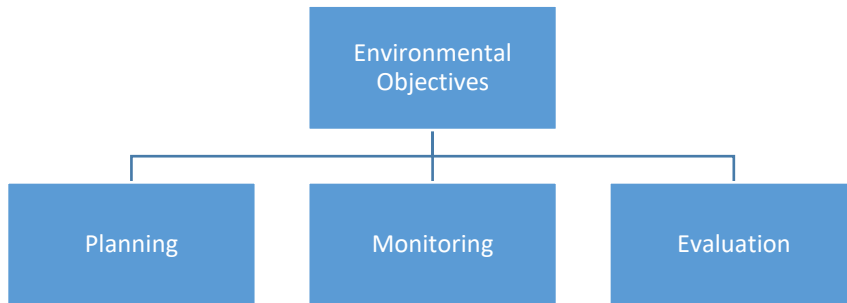 Environmental
Objectives
Planning
Monitoring
Evaluation